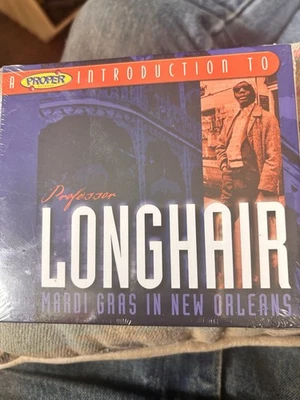 A PROPER INTRODUCTION TO
Professor
LONGHAIR
MARDI GRAS IN NEW ORLEANS